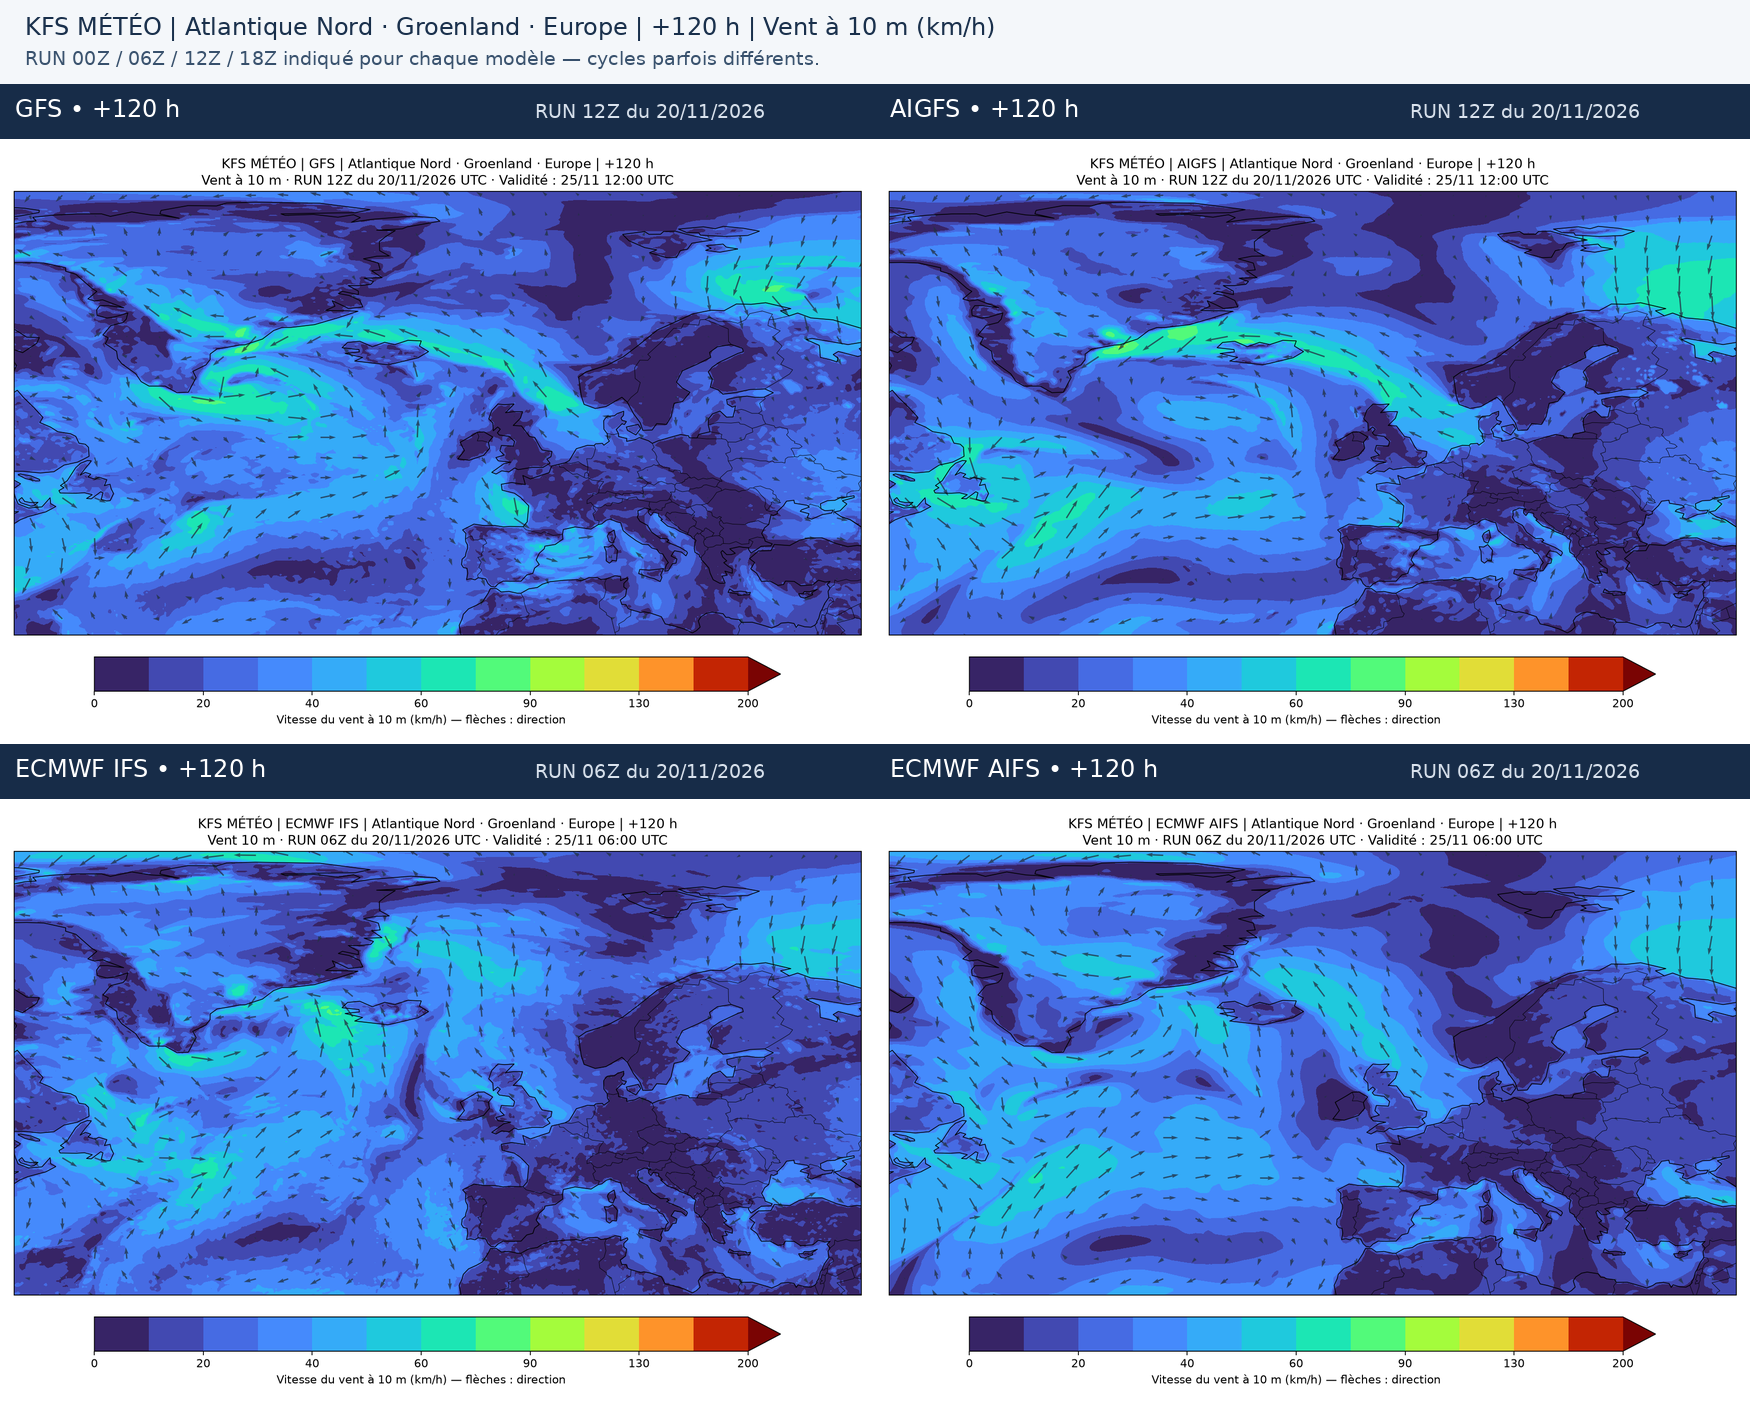 KFS MÉTÉO | Atlantique Nord · Groenland · Europe | +120 h | Vent à 10 m (km/h)
RUN 00Z / 06Z / 12Z / 18Z indiqué pour chaque modèle — cycles parfois différents.
GFS • +120 h
RUN 12Z du 20/11/2026
KFS MÉTÉO | GFS | Atlantique Nord · Groenland · Europe | +120 h
Vent à 10 m · RUN 12Z du 20/11/2026 UTC · Validité : 25/11 12:00 UTC
0 20 40 60 90 130 200
Vitesse du vent à 10 m (km/h) — flèches : direction
AIGFS • +120 h
RUN 12Z du 20/11/2026
KFS MÉTÉO | AIGFS | Atlantique Nord · Groenland · Europe | +120 h
Vent à 10 m · RUN 12Z du 20/11/2026 UTC · Validité : 25/11 12:00 UTC
0 20 40 60 90 130 200
Vitesse du vent à 10 m (km/h) — flèches : direction
ECMWF IFS • +120 h
RUN 06Z du 20/11/2026
KFS MÉTÉO | ECMWF IFS | Atlantique Nord · Groenland · Europe | +120 h
Vent 10 m · RUN 06Z du 20/11/2026 UTC · Validité : 25/11 06:00 UTC
0 20 40 60 90 130 200
Vitesse du vent à 10 m (km/h) — flèches : direction
ECMWF AIFS • +120 h
RUN 06Z du 20/11/2026
KFS MÉTÉO | ECMWF AIFS | Atlantique Nord · Groenland · Europe | +120 h
Vent 10 m · RUN 06Z du 20/11/2026 UTC · Validité : 25/11 06:00 UTC
0 20 40 60 90 130 200
Vitesse du vent à 10 m (km/h) — flèches : direction